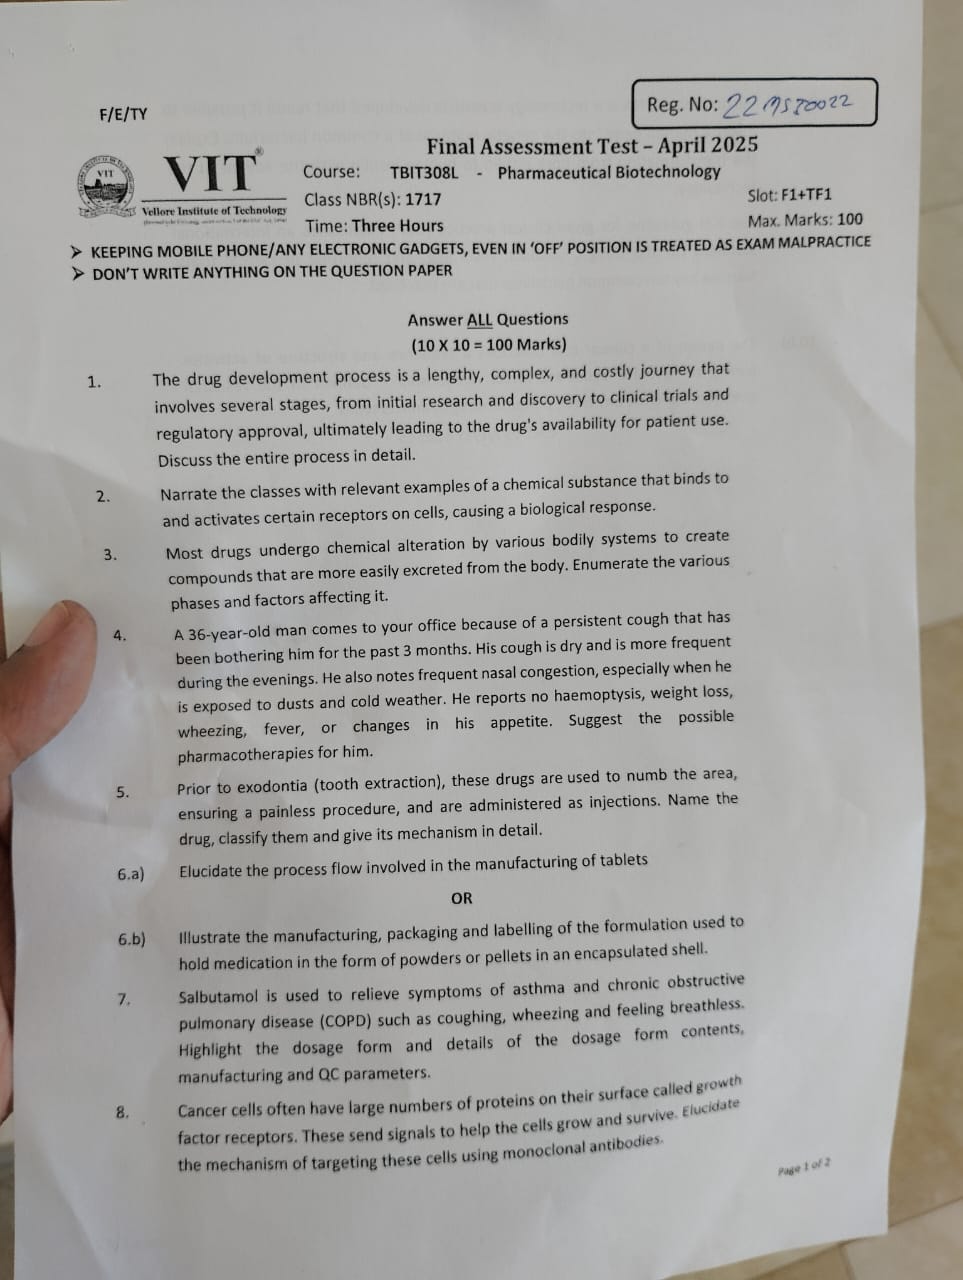 F/E/TY
Reg. No: 22
Final Assessment Test – April 2025
VIT®
VIT
Vellore Institute of Technology
Course: TBIT308L - Pharmaceutical Biotechnology
Class NBR(s): 1717
Slot: F1+TF1
Time: Three Hours
Max. Marks: 100
➤ KEEPING MOBILE PHONE/ANY ELECTRONIC GADGETS, EVEN IN ‘OFF’ POSITION IS TREATED AS EXAM MALPRACTICE
➤ DON’T WRITE ANYTHING ON THE QUESTION PAPER
Answer ALL Questions
(10 X 10 = 100 Marks)
1. The drug development process is a lengthy, complex, and costly journey that
involves several stages, from initial research and discovery to clinical trials and
regulatory approval, ultimately leading to the drug's availability for patient use.
Discuss the entire process in detail.
2. Narrate the classes with relevant examples of a chemical substance that binds to
and activates certain receptors on cells, causing a biological response.
3. Most drugs undergo chemical alteration by various bodily systems to create
compounds that are more easily excreted from the body. Enumerate the various
phases and factors affecting it.
4. A 36-year-old man comes to your office because of a persistent cough that has
been bothering him for the past 3 months. His cough is dry and is more frequent
during the evenings. He also notes frequent nasal congestion, especially when he
is exposed to dusts and cold weather. He reports no haemoptysis, weight loss,
wheezing, fever, or changes in his appetite. Suggest the possible
pharmacotherapies for him.
5. Prior to exodontia (tooth extraction), these drugs are used to numb the area,
ensuring a painless procedure, and are administered as injections. Name the
drug, classify them and give its mechanism in detail.
6.a) Elucidate the process flow involved in the manufacturing of tablets
OR
6.b) Illustrate the manufacturing, packaging and labelling of the formulation used to
hold medication in the form of powders or pellets in an encapsulated shell.
7. Salbutamol is used to relieve symptoms of asthma and chronic obstructive
pulmonary disease (COPD) such as coughing, wheezing and feeling breathless.
Highlight the dosage form and details of the dosage form contents,
manufacturing and QC parameters.
8. Cancer cells often have large numbers of proteins on their surface called growth
factor receptors. These send signals to help the cells grow and survive. Elucidate
the mechanism of targeting these cells using monoclonal antibodies.
Page 1 of 2